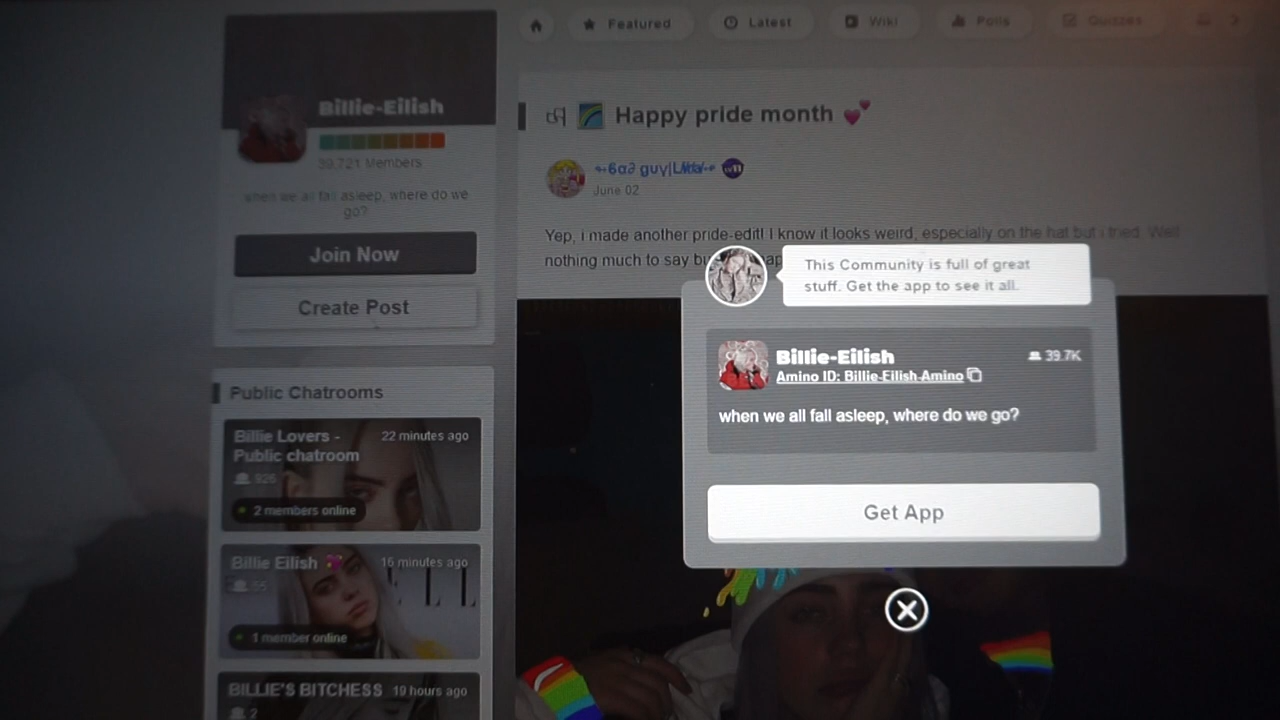 Featured
Latest
Wiki
Polls
Quizzes
Billie-Eilish
39,721 Members
when we all fall asleep, where do we
go?
Join Now
Create Post
Happy pride month
June 02
Yep, i made another pride-edit! I know it looks weird, especially on the hat but i tried. Well
nothing much to say
This Community is full of great
stuff. Get the app to see it all.
Billie-Eilish
39.7K
Amino ID: Billie-Eilish-Amino
when we all fall asleep, where do we go?
Get App
Public Chatrooms
Billie Lovers -
Public chatroom
22 minutes ago
926
2 members online
Billie Eilish
16 minutes ago
1 member online
BILLIE'S BITCHESS
19 hours ago
2